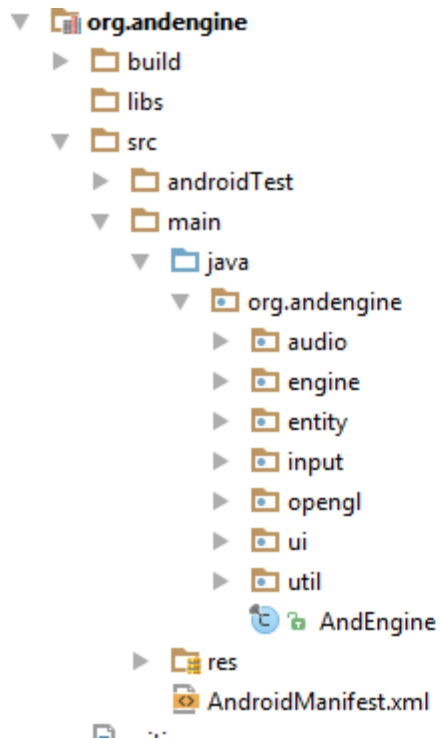 org.andengine
build
libs
src
androidTest
main
java
org.andengine
audio
engine
entity
input
opengl
ui
util
AndEngine
res
AndroidManifest.xml